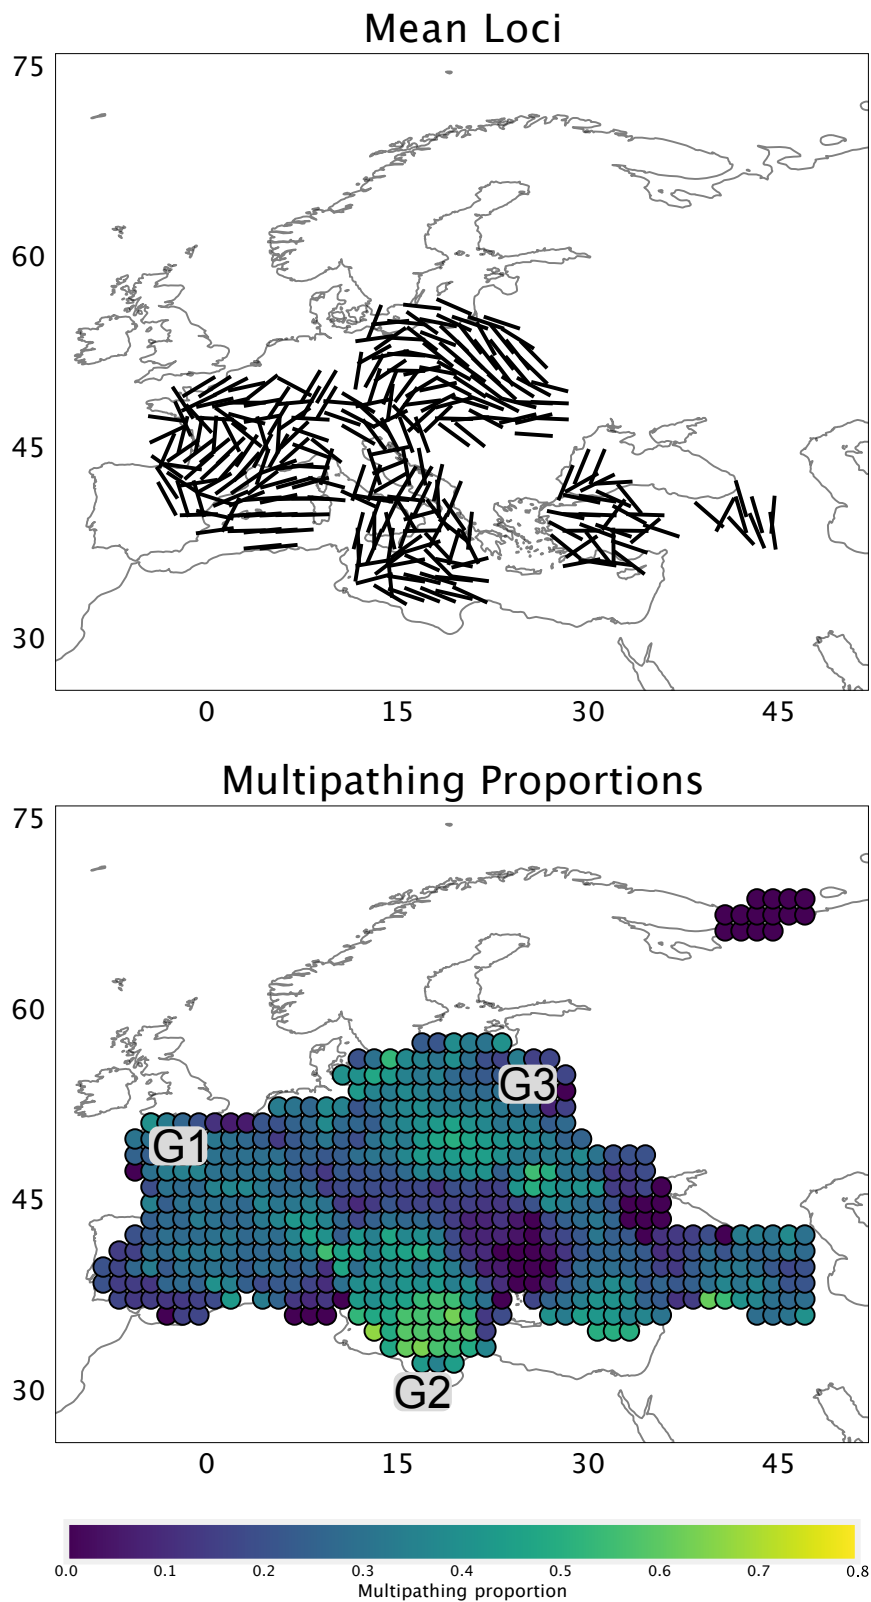 Mean Loci
75
60
45
30
0 15 30 45
Multipathing Proportions
75
60
45
30
G3
G1
G2
0 15 30 45
0.0 0.1 0.2 0.3 0.4 0.5 0.6 0.7 0.8
Multipathing proportion